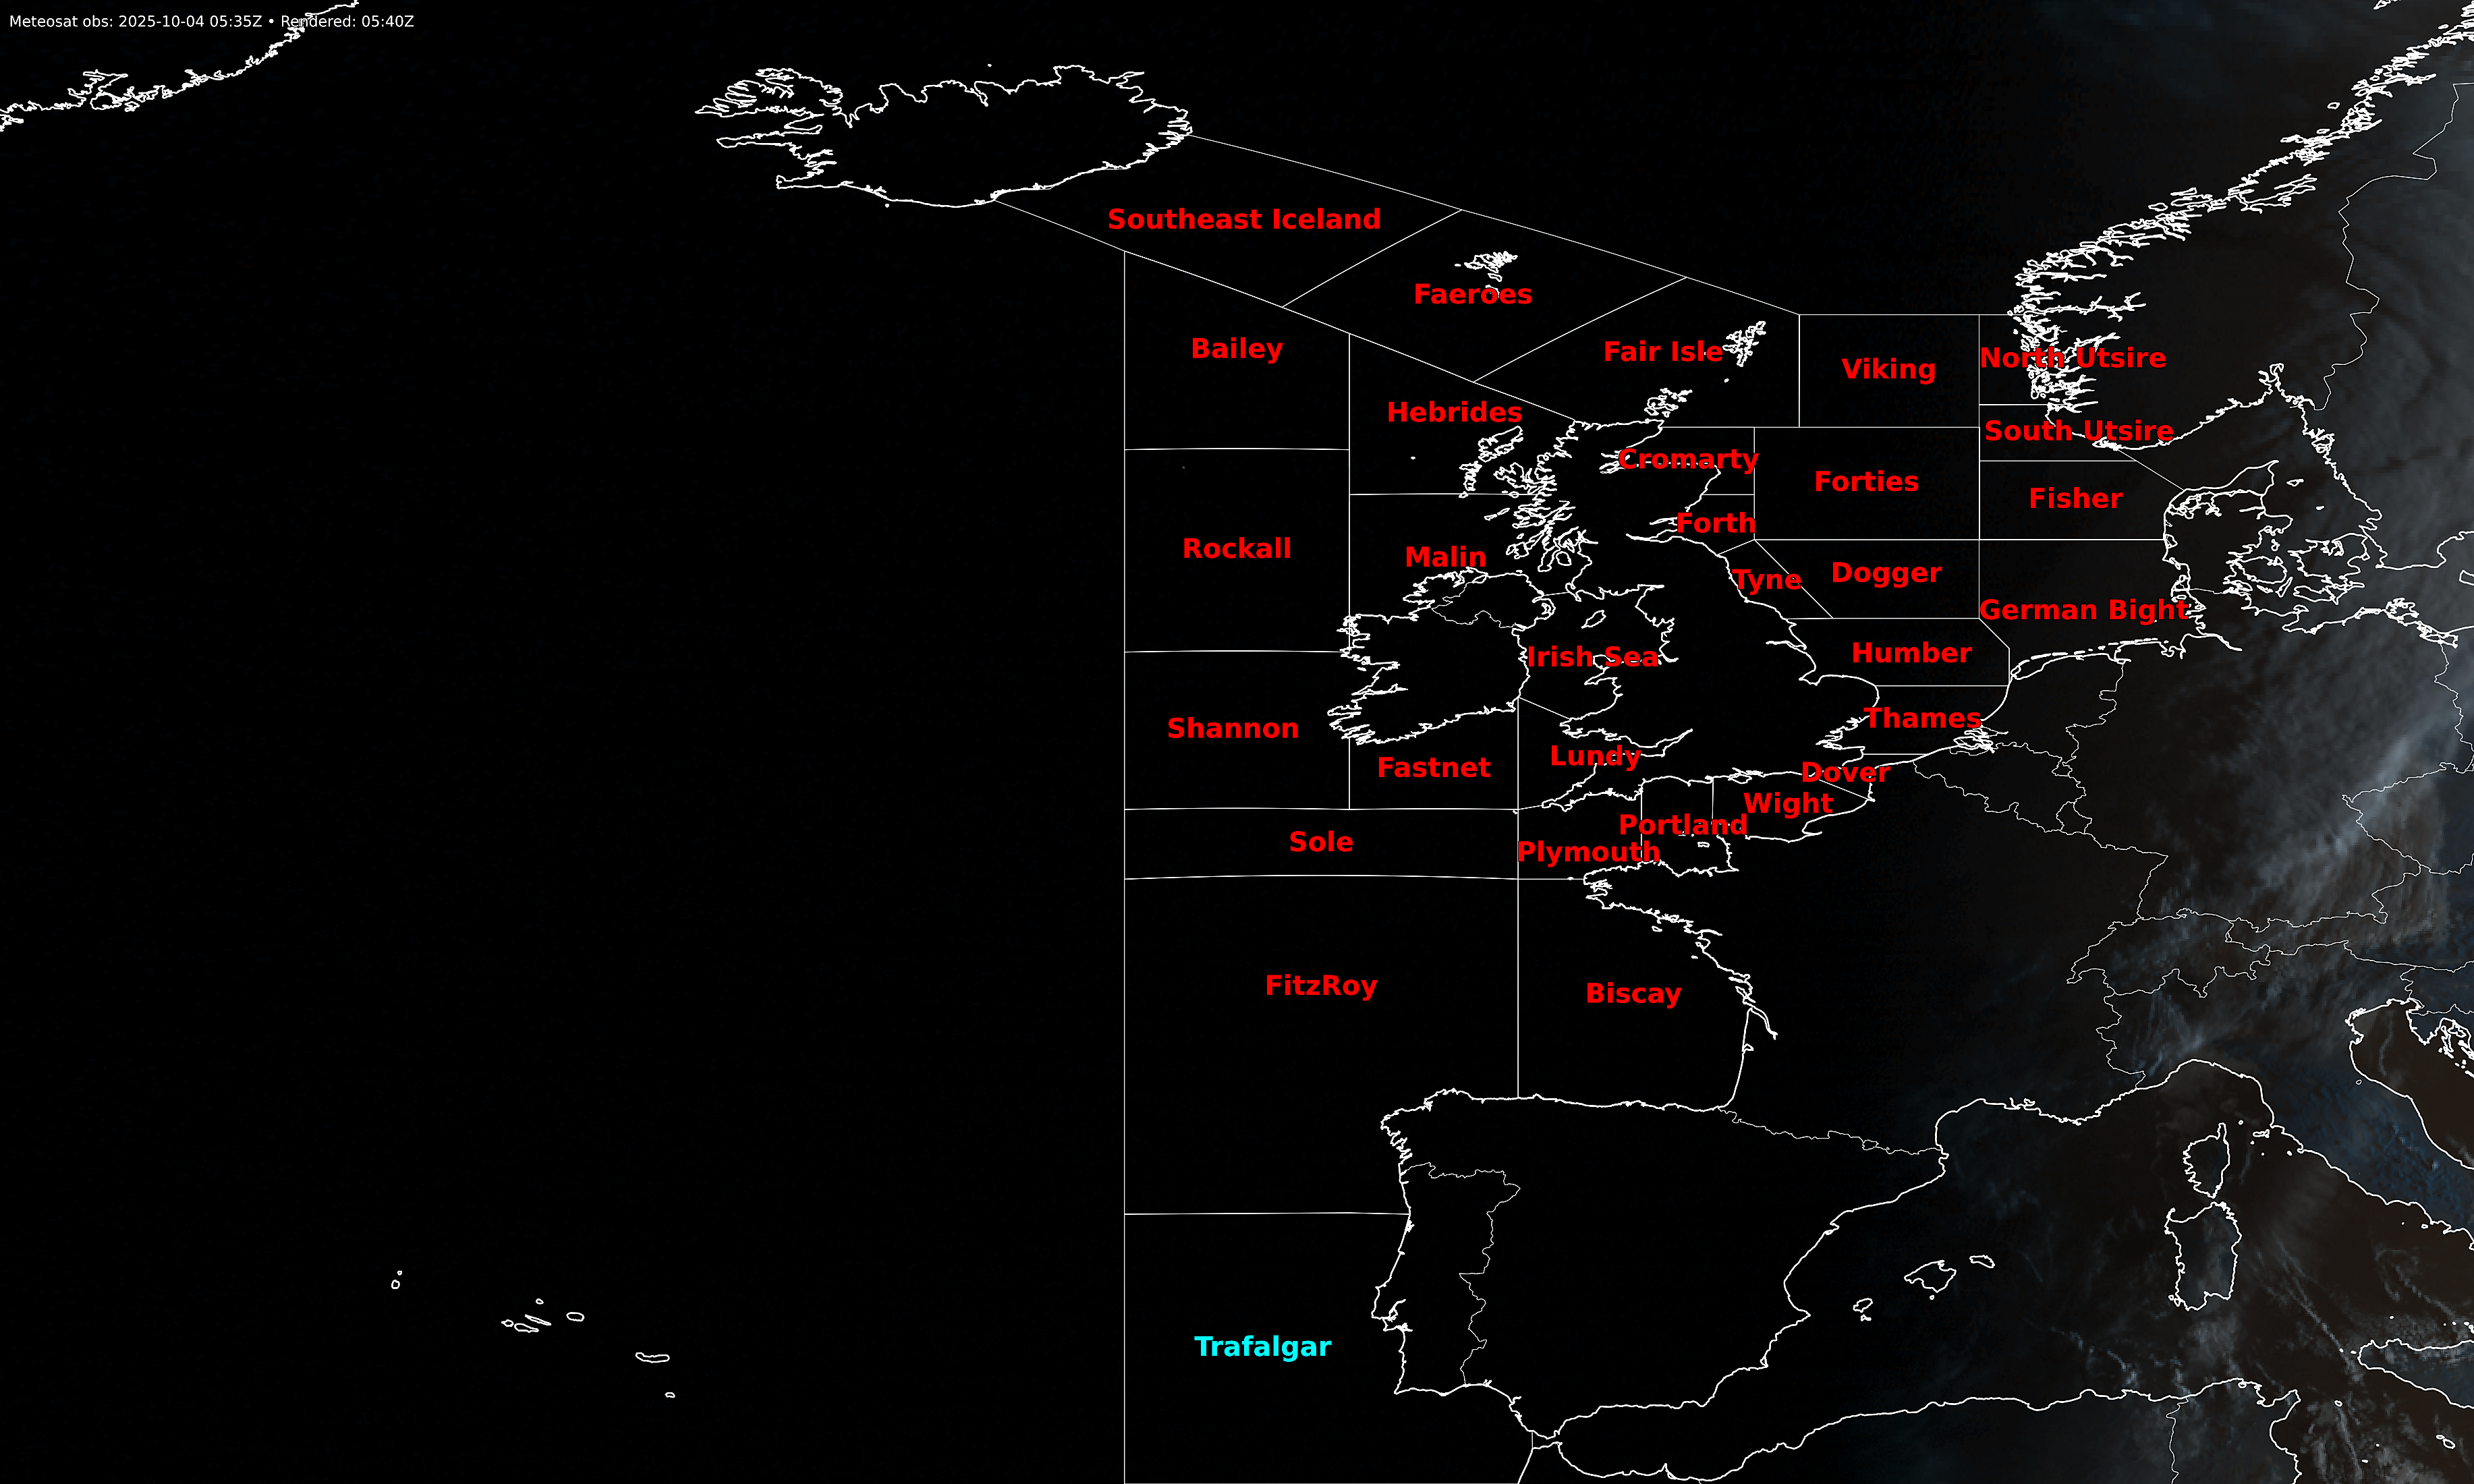 Meteosat obs: 2025-10-04 05:35Z • Rendered: 05:40Z
Southeast Iceland
Faeroes
Bailey
Fair Isle
Viking
North Utsire
Hebrides
South Utsire
Cromarty
Forties
Fisher
Forth
Rockall
Malin
Tyne
Dogger
German Bight
Irish Sea
Humber
Thames
Shannon
Fastnet
Lundy
Dover
Wight
Portland
Sole
Plymouth
FitzRoy
Biscay
Trafalgar